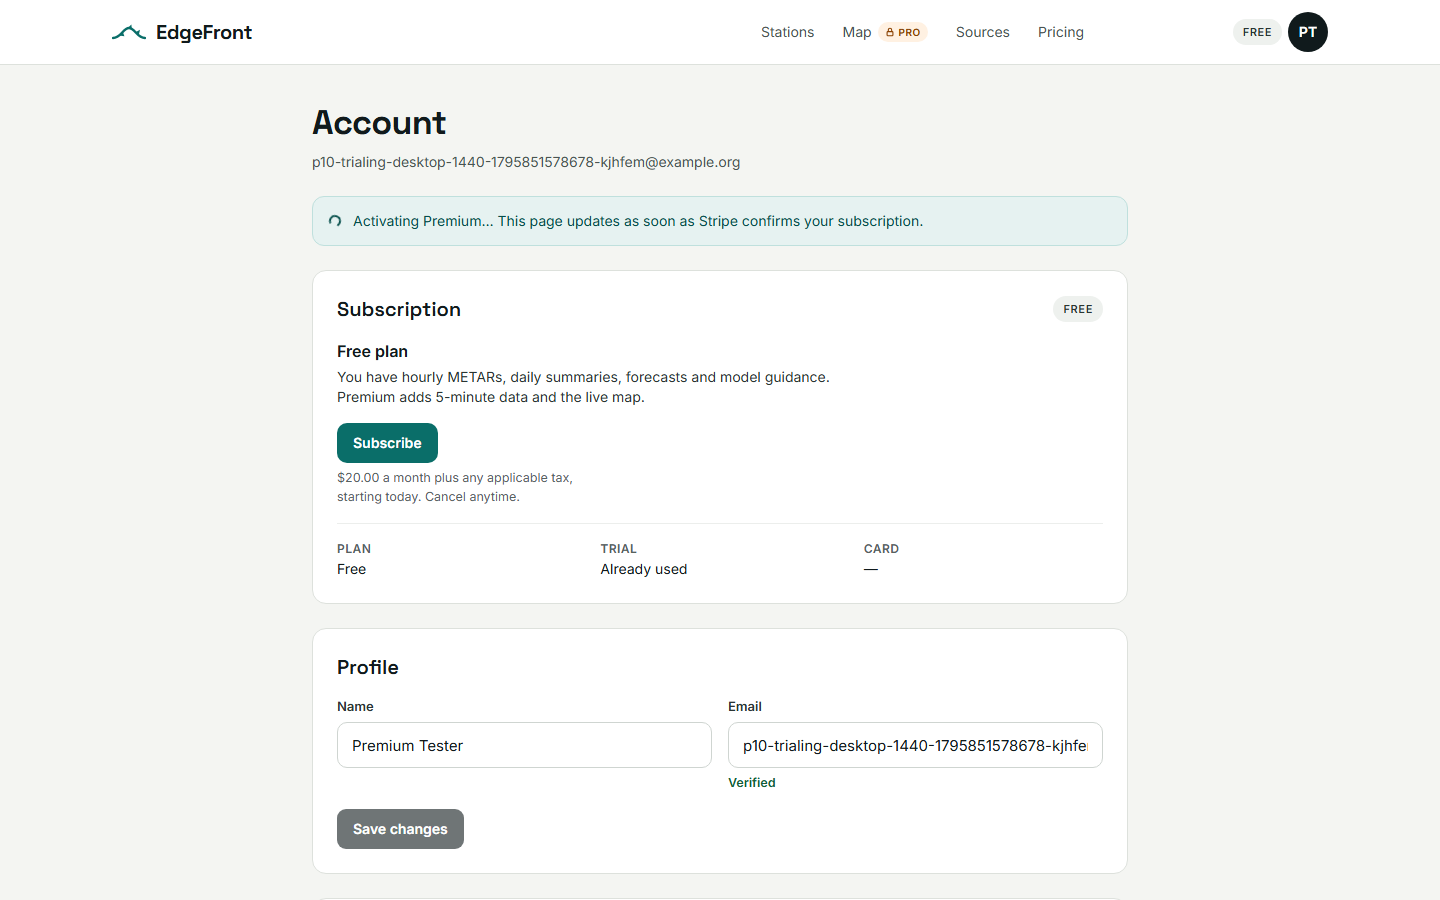 EdgeFront
Stations
Map
PRO
Sources
Pricing
FREE
PT
Account
p10-trialing-desktop-1440-1795851578678-kjhfem@example.org
Activating Premium... This page updates as soon as Stripe confirms your subscription.
Subscription
FREE
Free plan
You have hourly METARs, daily summaries, forecasts and model guidance.
Premium adds 5-minute data and the live map.
Subscribe
$20.00 a month plus any applicable tax,
starting today. Cancel anytime.
PLAN
TRIAL
CARD
Free
Already used
—
Profile
Name
Email
Premium Tester
p10-trialing-desktop-1440-1795851578678-kjhfe
Verified
Save changes